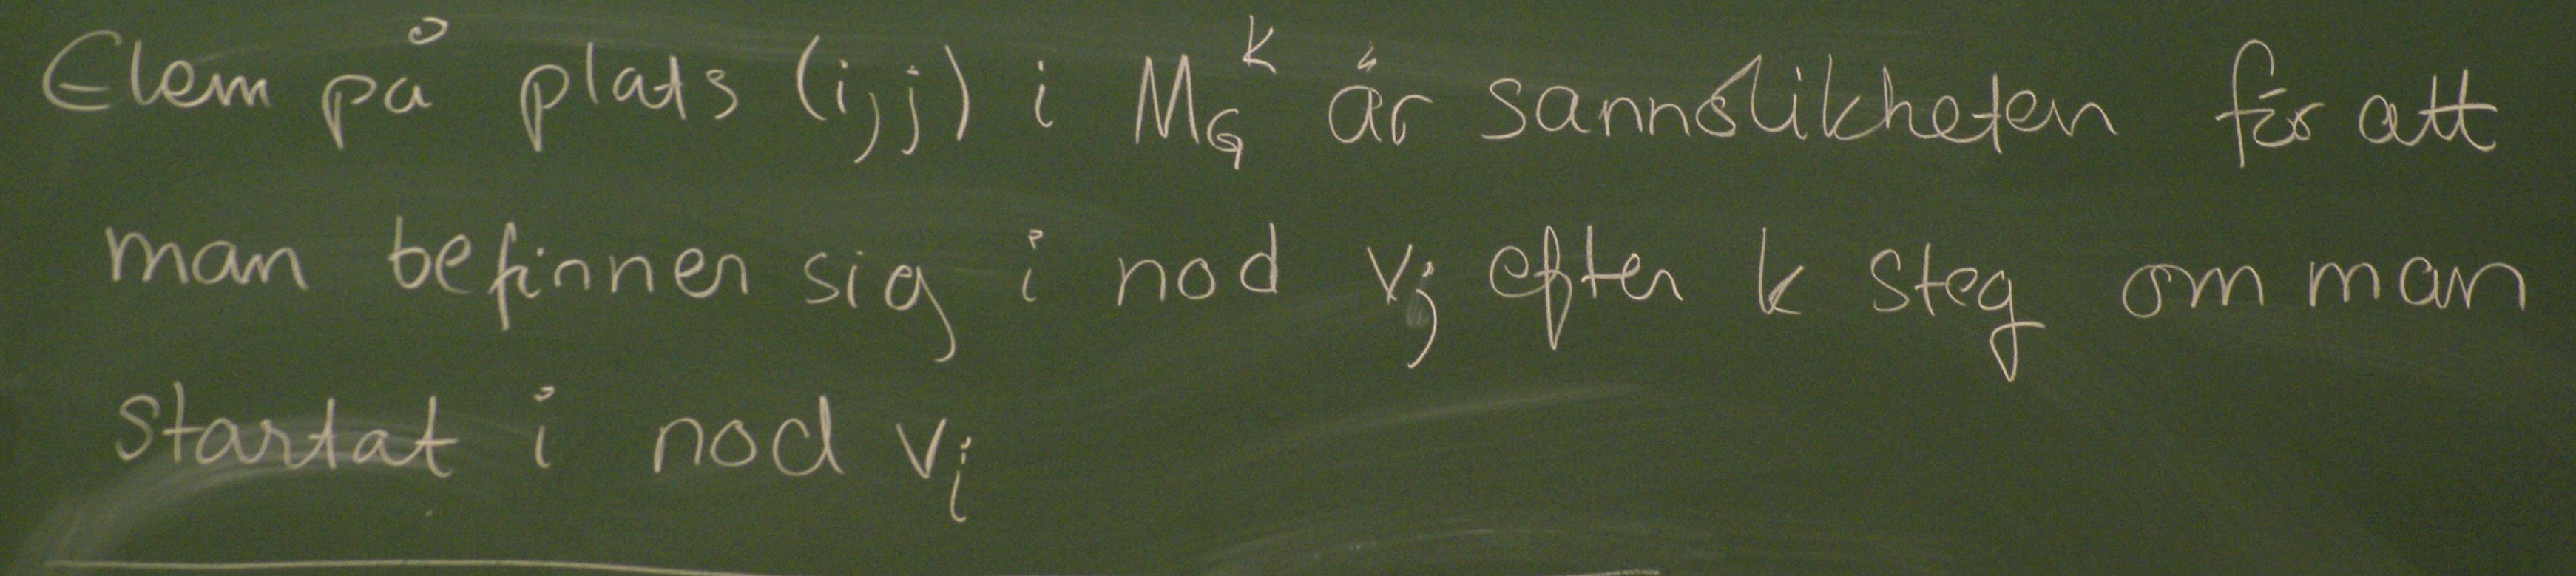 Elem på plats (i,j) i M_G^k är sannolikheten för att
man befinner sig i nod v_j efter k steg om man
startat i nod v_i